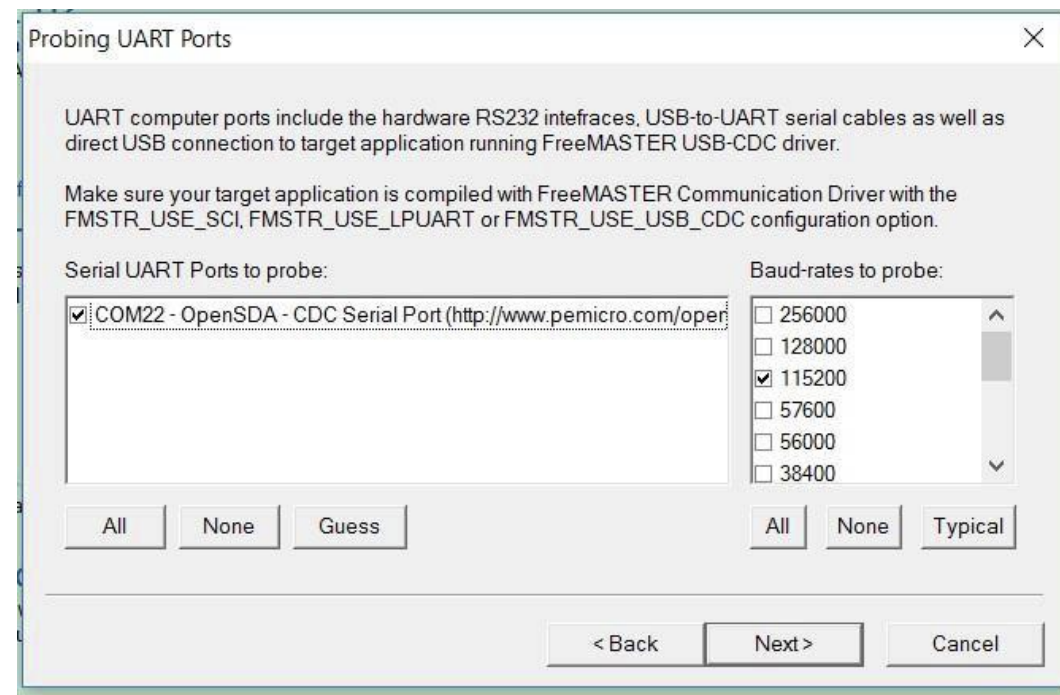 Probing UART Ports
UART computer ports include the hardware RS232 intefraces, USB-to-UART serial cables as well as
direct USB connection to target application running FreeMASTER USB-CDC driver.
Make sure your target application is compiled with FreeMASTER Communication Driver with the
FMSTR_USE_SCI, FMSTR_USE_LPUART or FMSTR_USE_USB_CDC configuration option.
Serial UART Ports to probe:
Baud-rates to probe:
COM22 - OpenSDA - CDC Serial Port (http://www.pemicro.com/open
256000
128000
115200
57600
56000
38400
All
None
Guess
All
None
Typical
< Back
Next >
Cancel